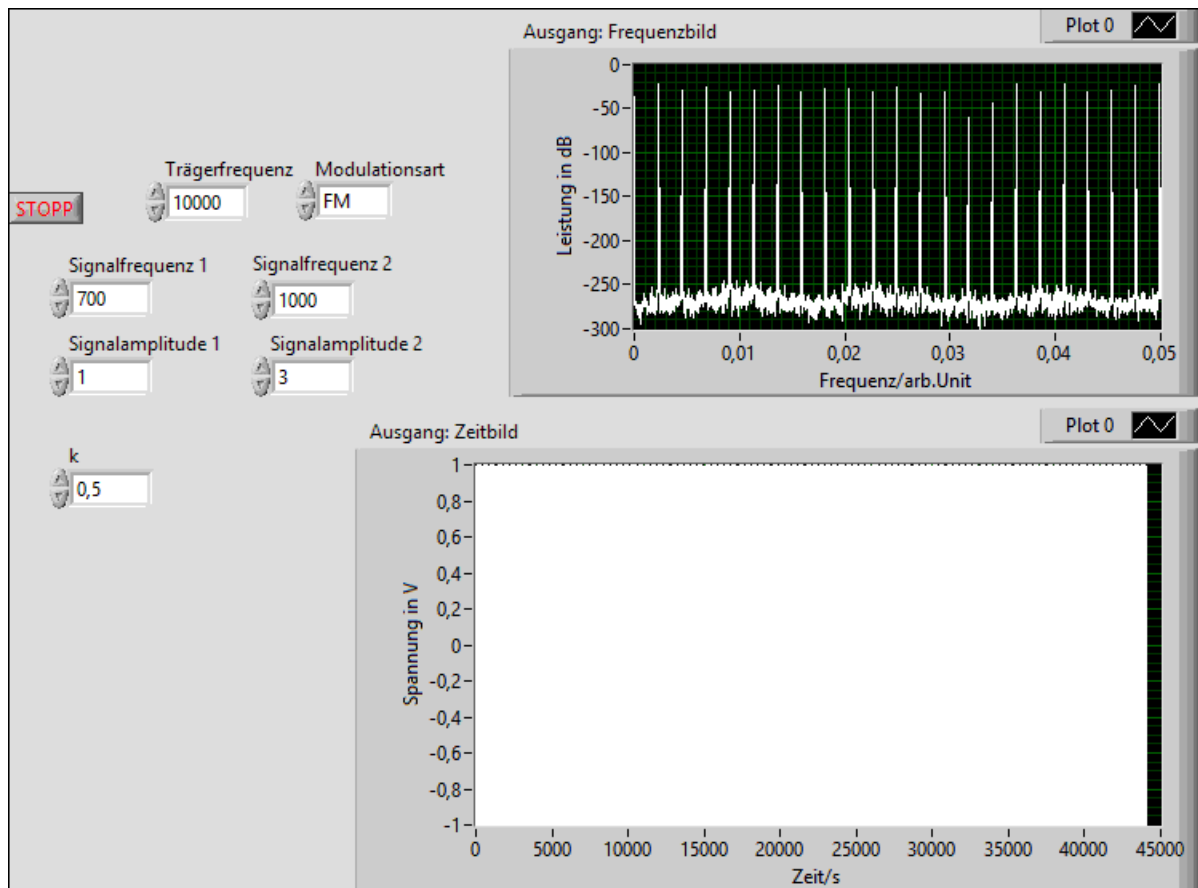 Ausgang: Frequenzbild
Plot 0
0
-50
-100
-150
-200
-250
-300
Leistung in dB
0 0,01 0,02 0,03 0,04 0,05
Frequenz/arb.Unit
Trägerfrequenz Modulationsart
10000 FM
STOPP
Signalfrequenz 1 Signalfrequenz 2
700 1000
Signalamplitude 1 Signalamplitude 2
1 3
k
0,5
Ausgang: Zeitbild
Plot 0
1
0,8
0,6
0,4
0,2
0
-0,2
-0,4
-0,6
-0,8
-1
Spannung in V
0 5000 10000 15000 20000 25000 30000 35000 40000 45000
Zeit/s